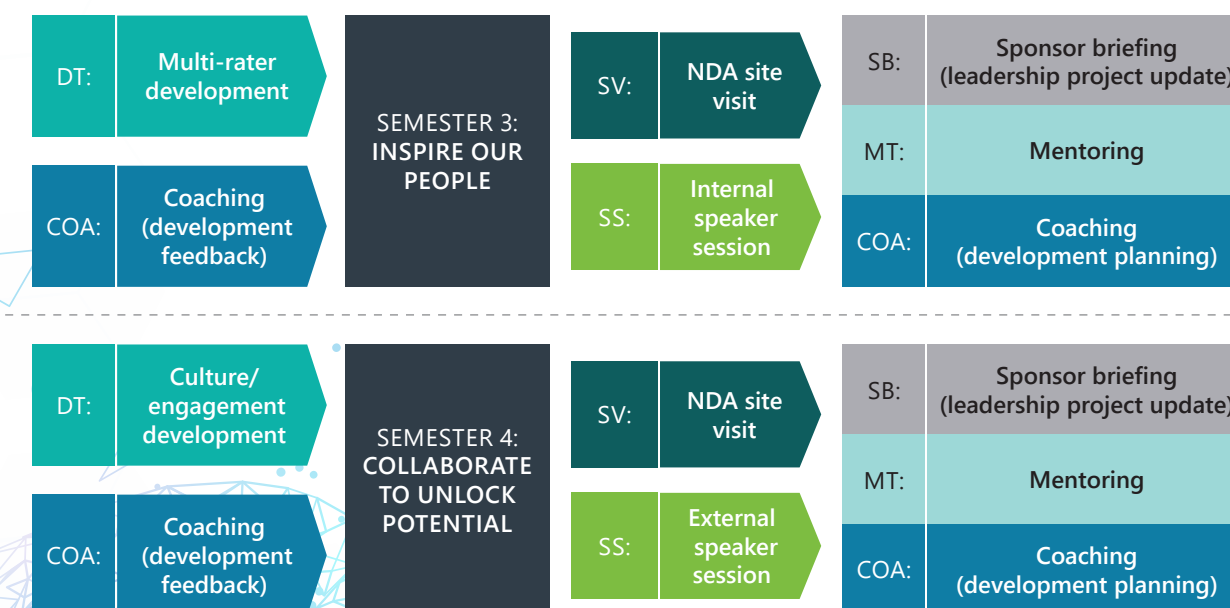 DT:
Multi-rater
development
COA:
Coaching
(development
feedback)
SEMESTER 3:
INSPIRE OUR
PEOPLE
SV:
NDA site
visit
SS:
Internal
speaker
session
SB:
Sponsor briefing
(leadership project update)
MT:
Mentoring
COA:
Coaching
(development planning)
DT:
Culture/
engagement
development
COA:
Coaching
(development
feedback)
SEMESTER 4:
COLLABORATE
TO UNLOCK
POTENTIAL
SV:
NDA site
visit
SS:
External
speaker
session
SB:
Sponsor briefing
(leadership project update)
MT:
Mentoring
COA:
Coaching
(development planning)